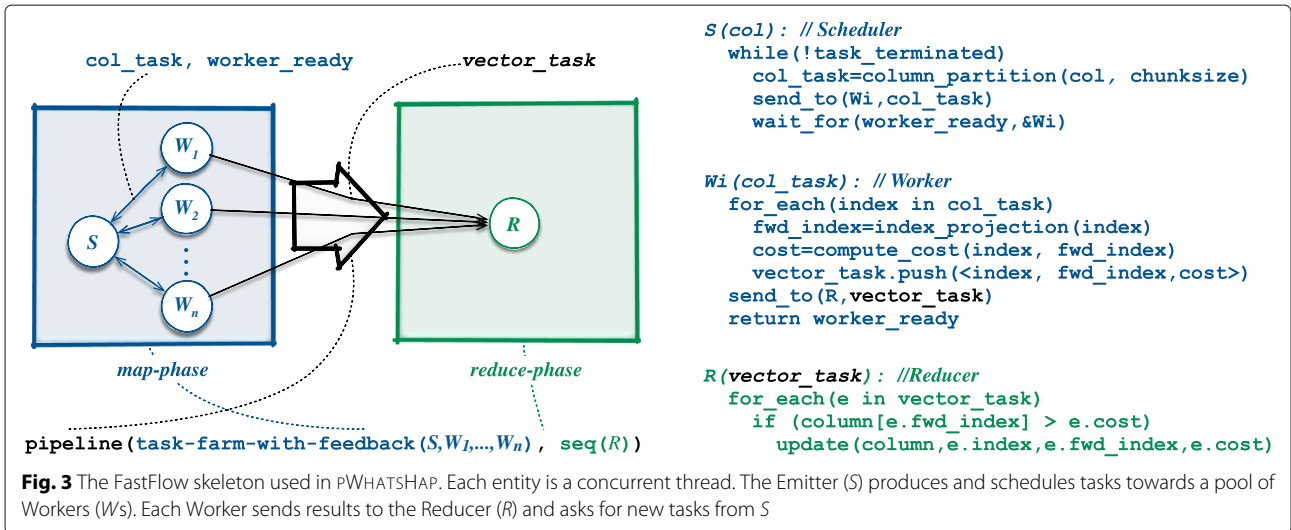 col_task, worker_ready
vector_task
W1
W2
S
Wn
R
map-phase
reduce-phase
pipeline(task-farm-with-feedback(S,W1,...,Wn), seq(R))
S(col): // Scheduler
while(!task_terminated)
col_task=column_partition(col, chunksize)
send_to(Wi,col_task)
wait_for(worker_ready,&Wi)
Wi(col_task): // Worker
for_each(index in col_task)
fwd_index=index_projection(index)
cost=compute_cost(index, fwd_index)
vector_task.push(<index, fwd_index,cost>)
send_to(R,vector_task)
return worker_ready
R(vector_task): //Reducer
for_each(e in vector_task)
if (column[e.fwd_index] > e.cost)
update(column,e.index,e.fwd_index,e.cost)
Fig. 3 The FastFlow skeleton used in PWHATSHAP. Each entity is a concurrent thread. The Emitter (S) produces and schedules tasks towards a pool of
Workers (Ws). Each Worker sends results to the Reducer (R) and asks for new tasks from S